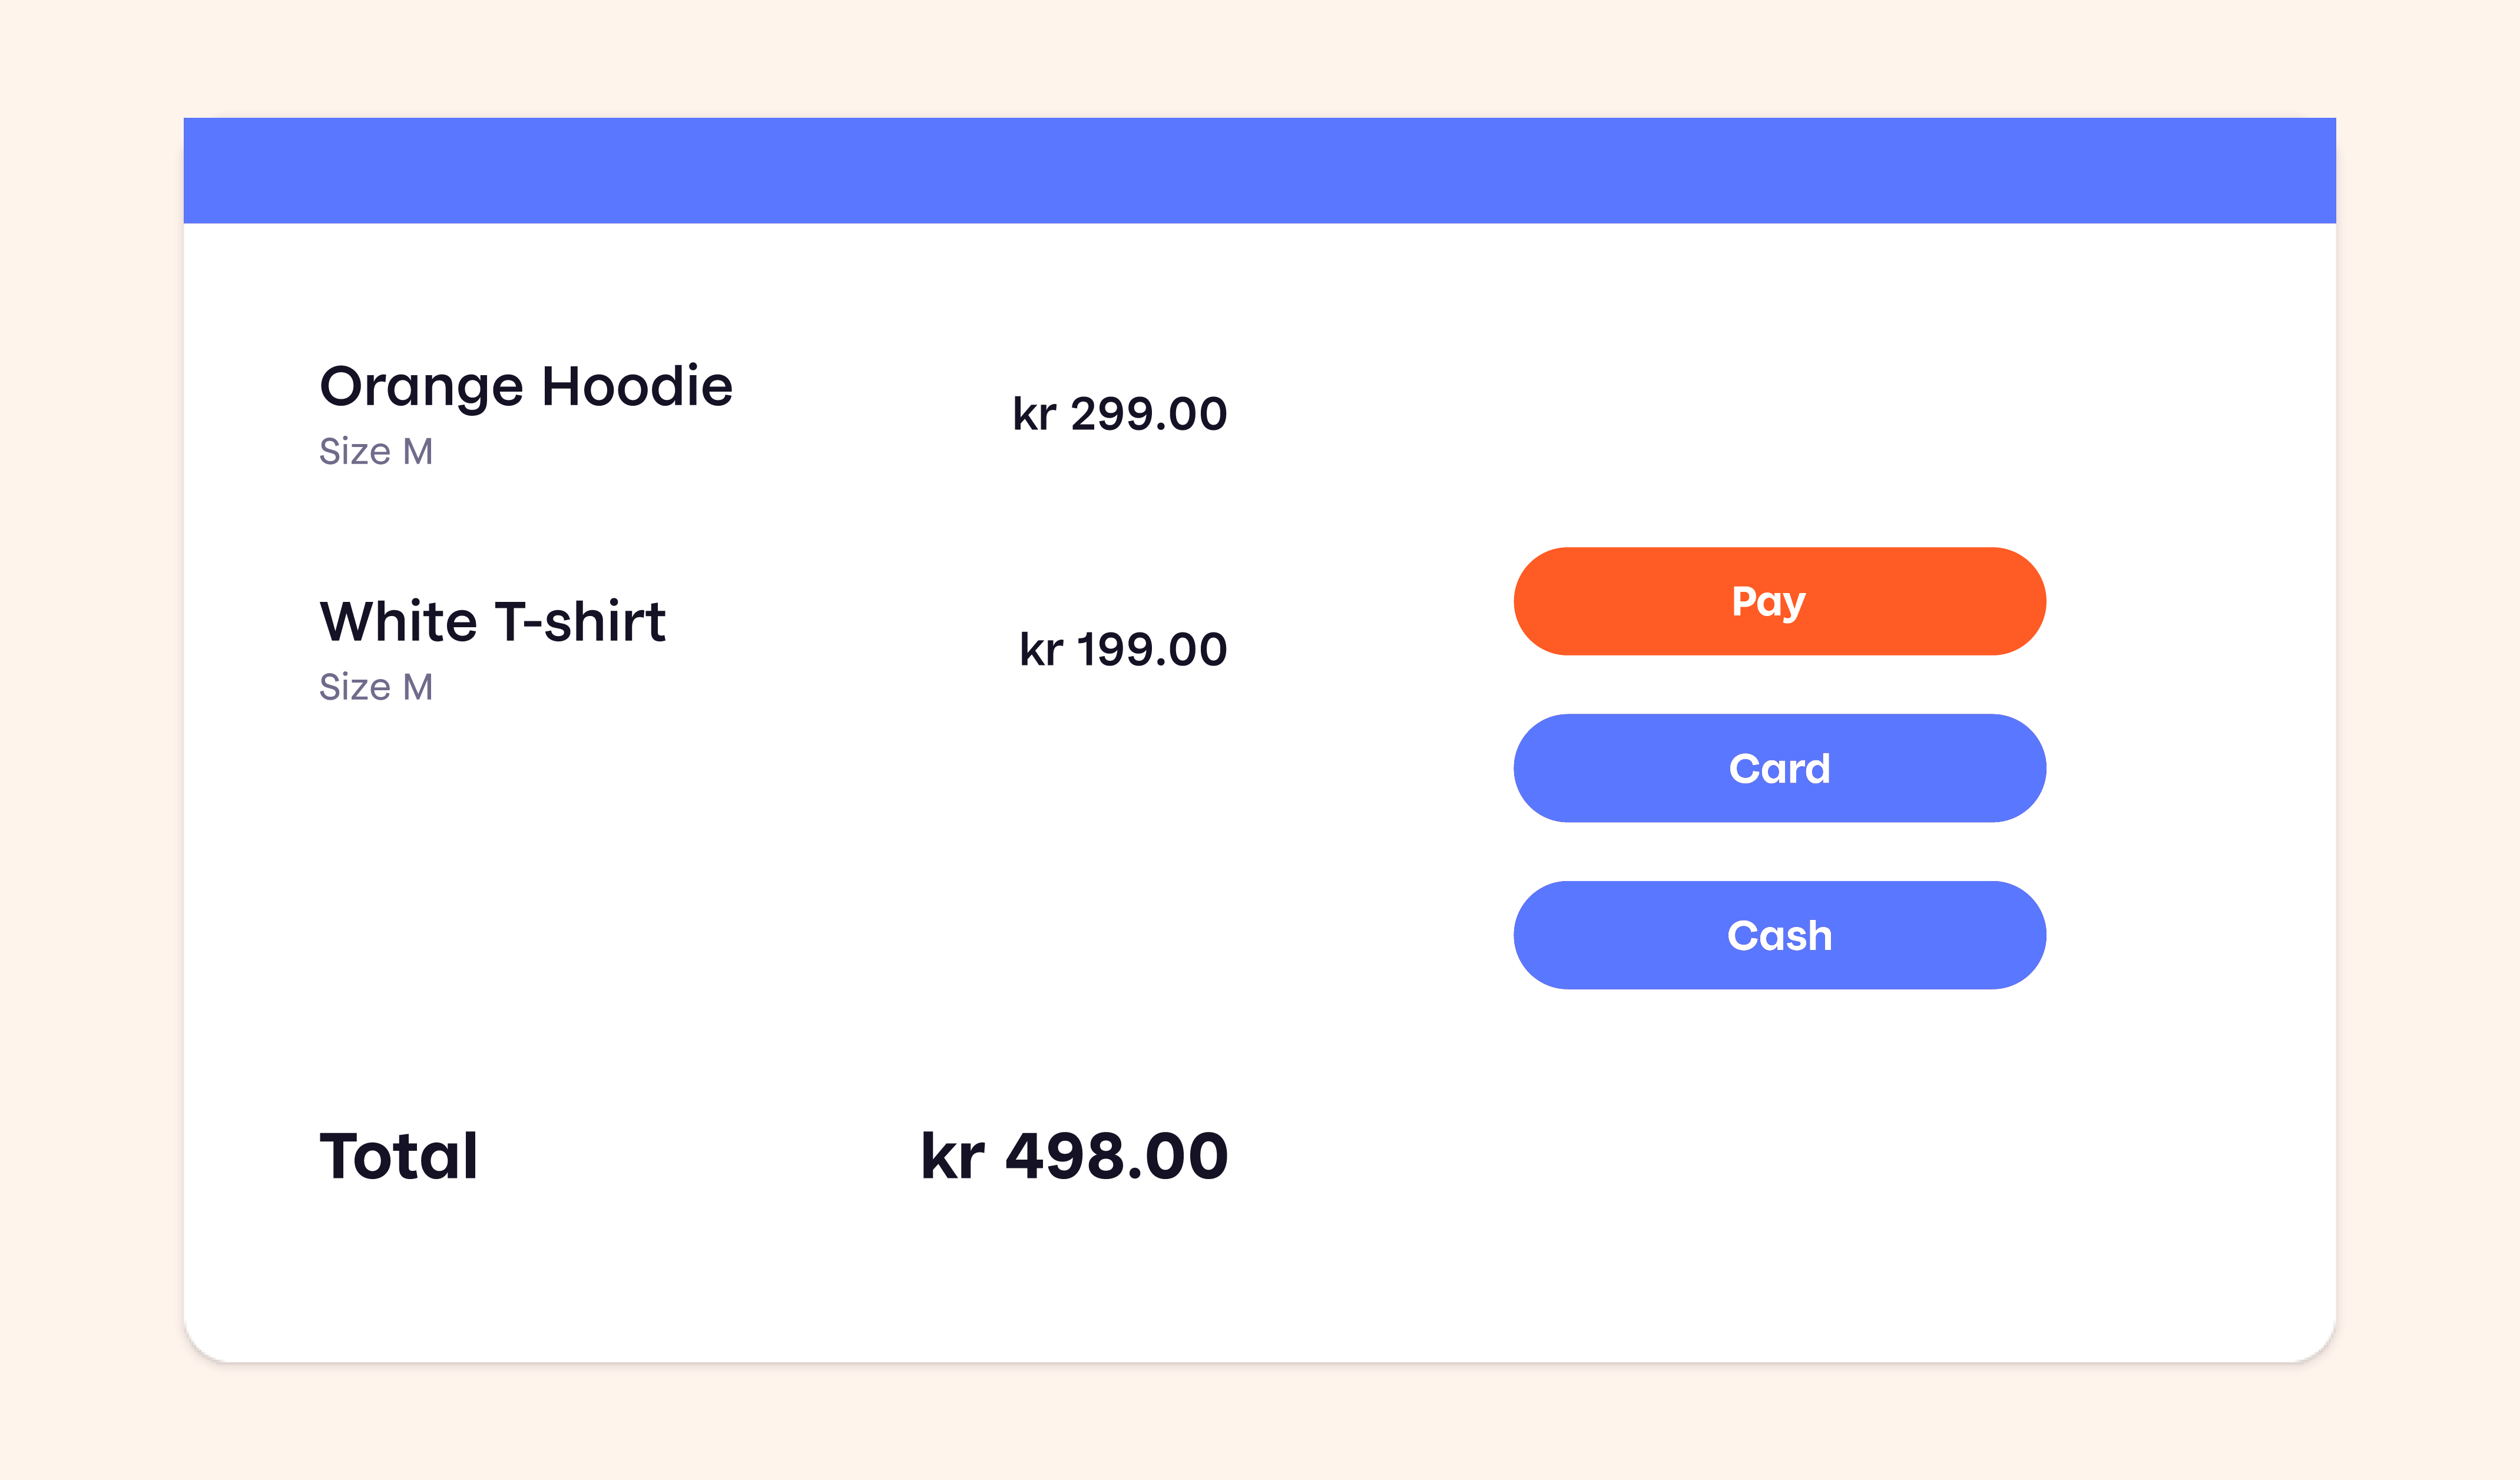 Orange Hoodie
Size M
kr 299.00
White T-shirt
Size M
kr 199.00
Pay
Card
Cash
Total
kr 498.00